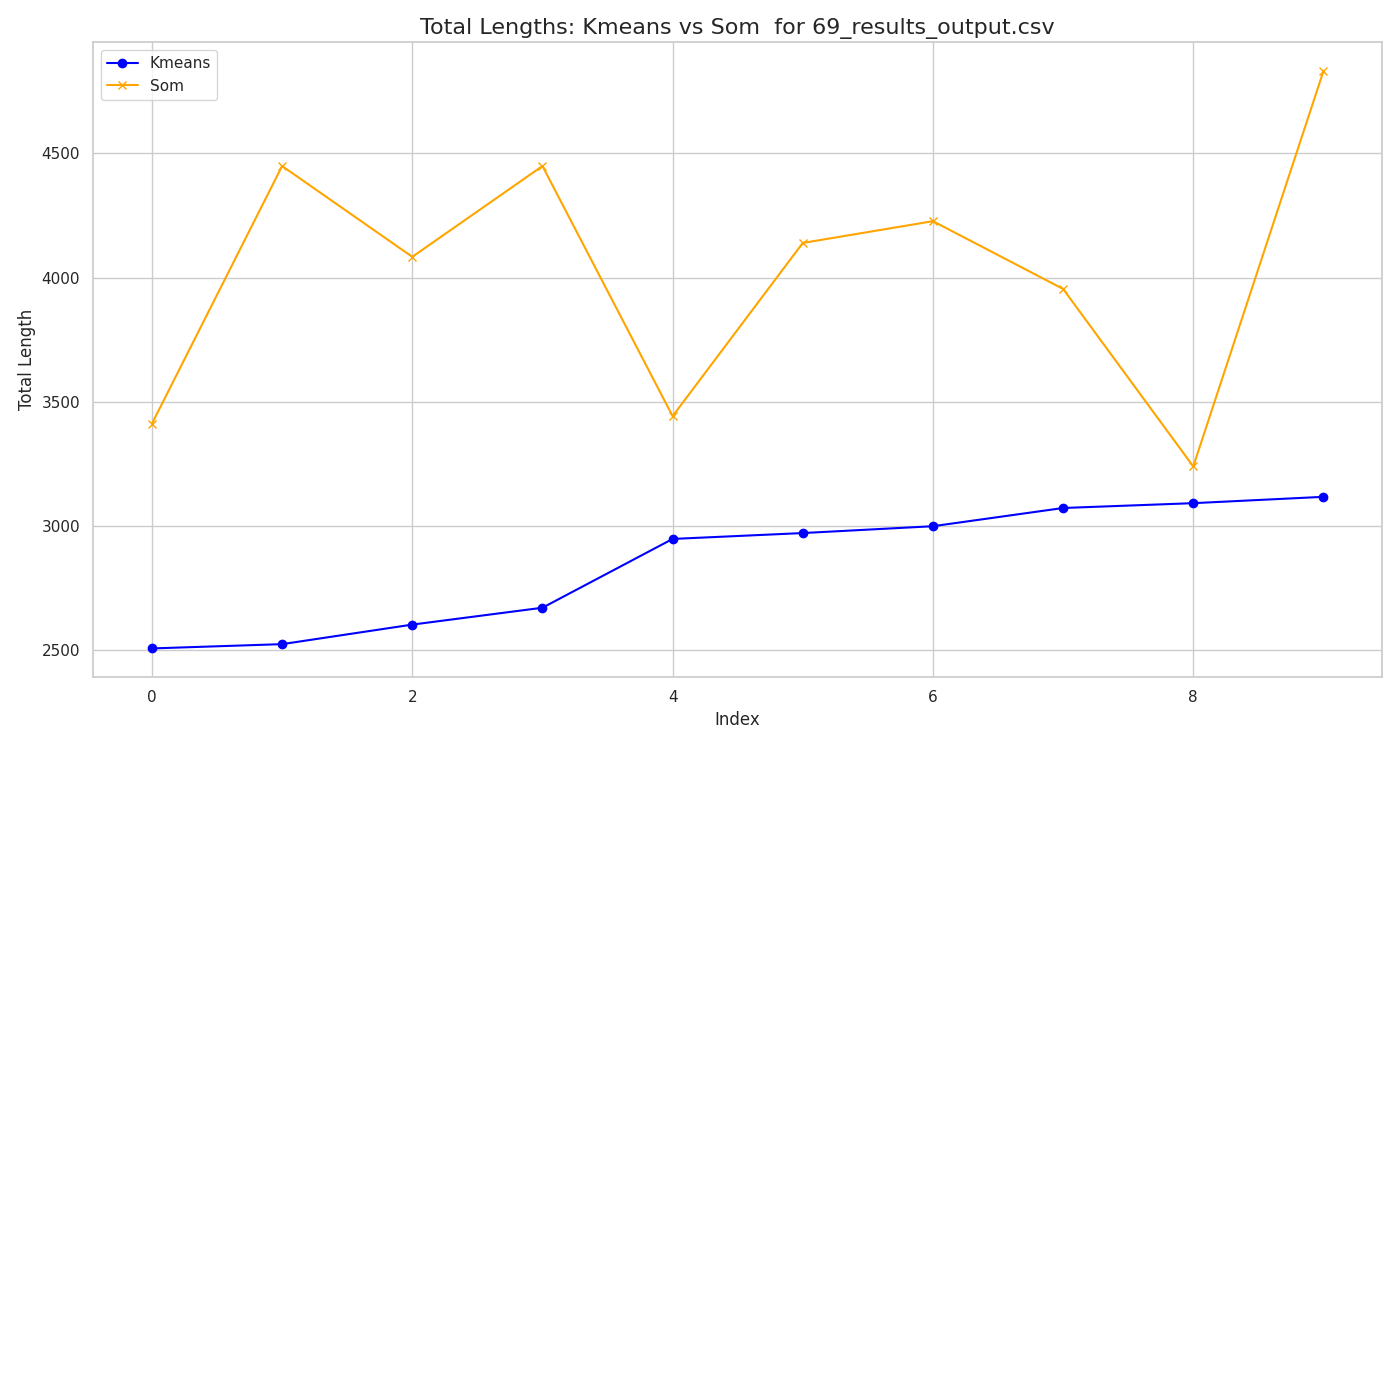 Total Lengths: Kmeans vs Som  for 69_results_output.csv
Kmeans
Som
Total Length
4500
4000
3500
3000
2500
0 2 4 6 8
Index